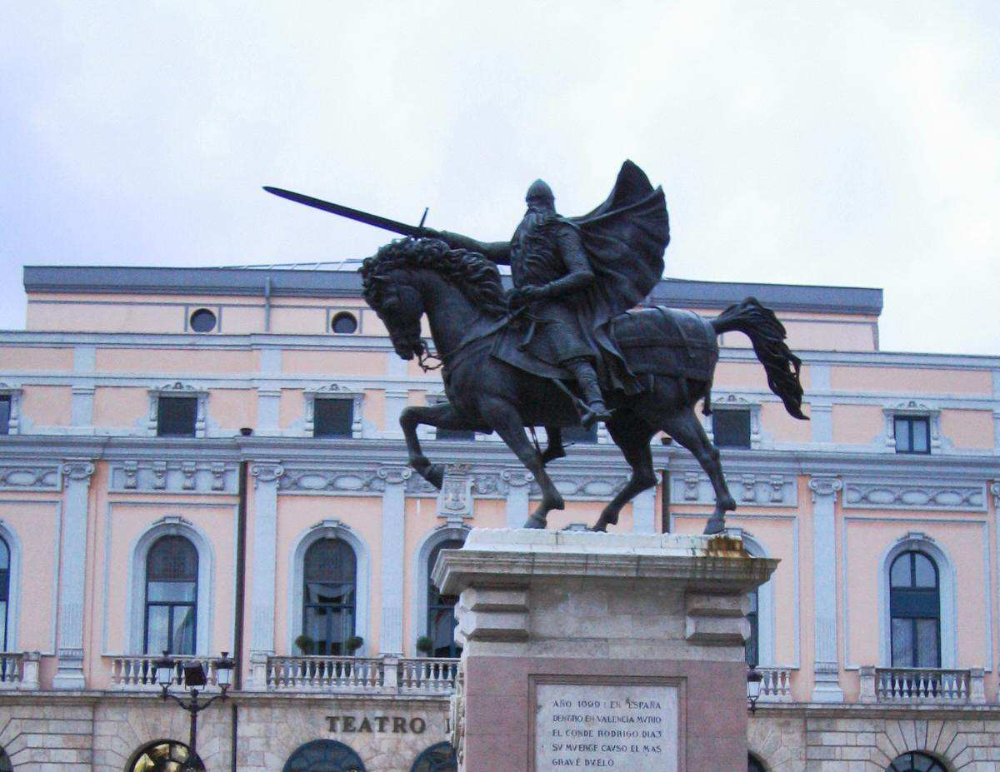 TEATRO
AÑO 1099: EN ESPAÑA
DENTRO EN VALENCIA MVRIO
EL CONDE RODRIGO DIAZ
SV MVERTE CAVSO EL MAS
GRAVE DVELO